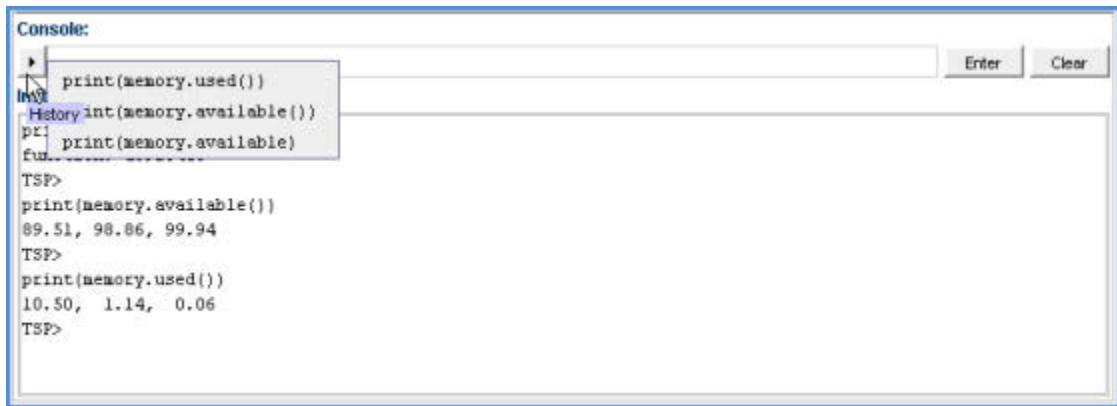 Console:
Enter Clear
print(memory.used())
print(memory.available())
History
print(memory.available)
TSP>
print(memory.available())
89.51, 98.86, 99.94
TSP>
print(memory.used())
10.50, 1.14, 0.06
TSP>